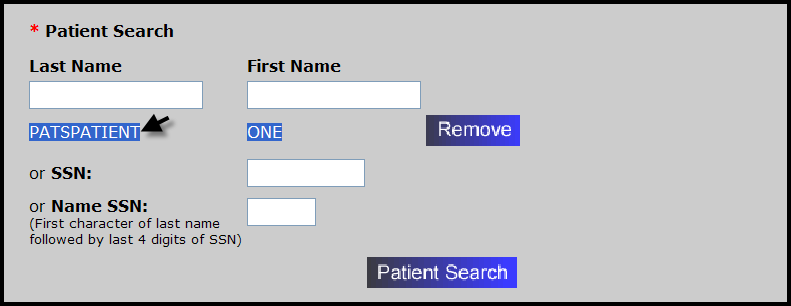 * Patient Search
Last Name First Name
PATSPATIENT ONE Remove
or SSN:
or Name SSN:
(First character of last name
followed by last 4 digits of SSN)
Patient Search